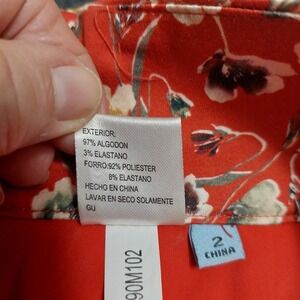 EXTERIOR:
97% ALGODON
3% ELASTANO
FORRO:92% POLIESTER
8% ELASTANO
HECHO EN CHINA
LAVAR EN SECO SOLAMENTE
GU
90M102
2
CHINA